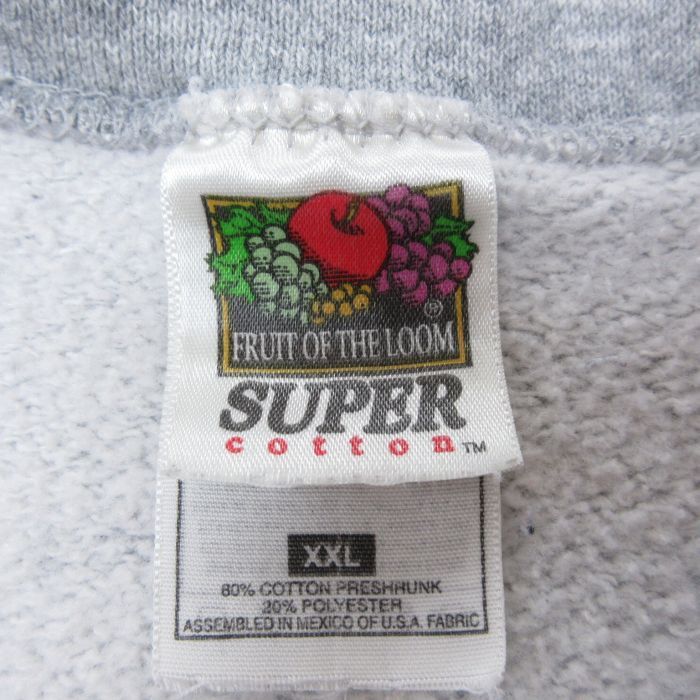 ®
FRUIT OF THE LOOM
SUPER
cotton™
XXL
80% COTTON PRESHRUNK
20% POLYESTER
ASSEMBLED IN MEXICO OF U.S.A. FABRIC